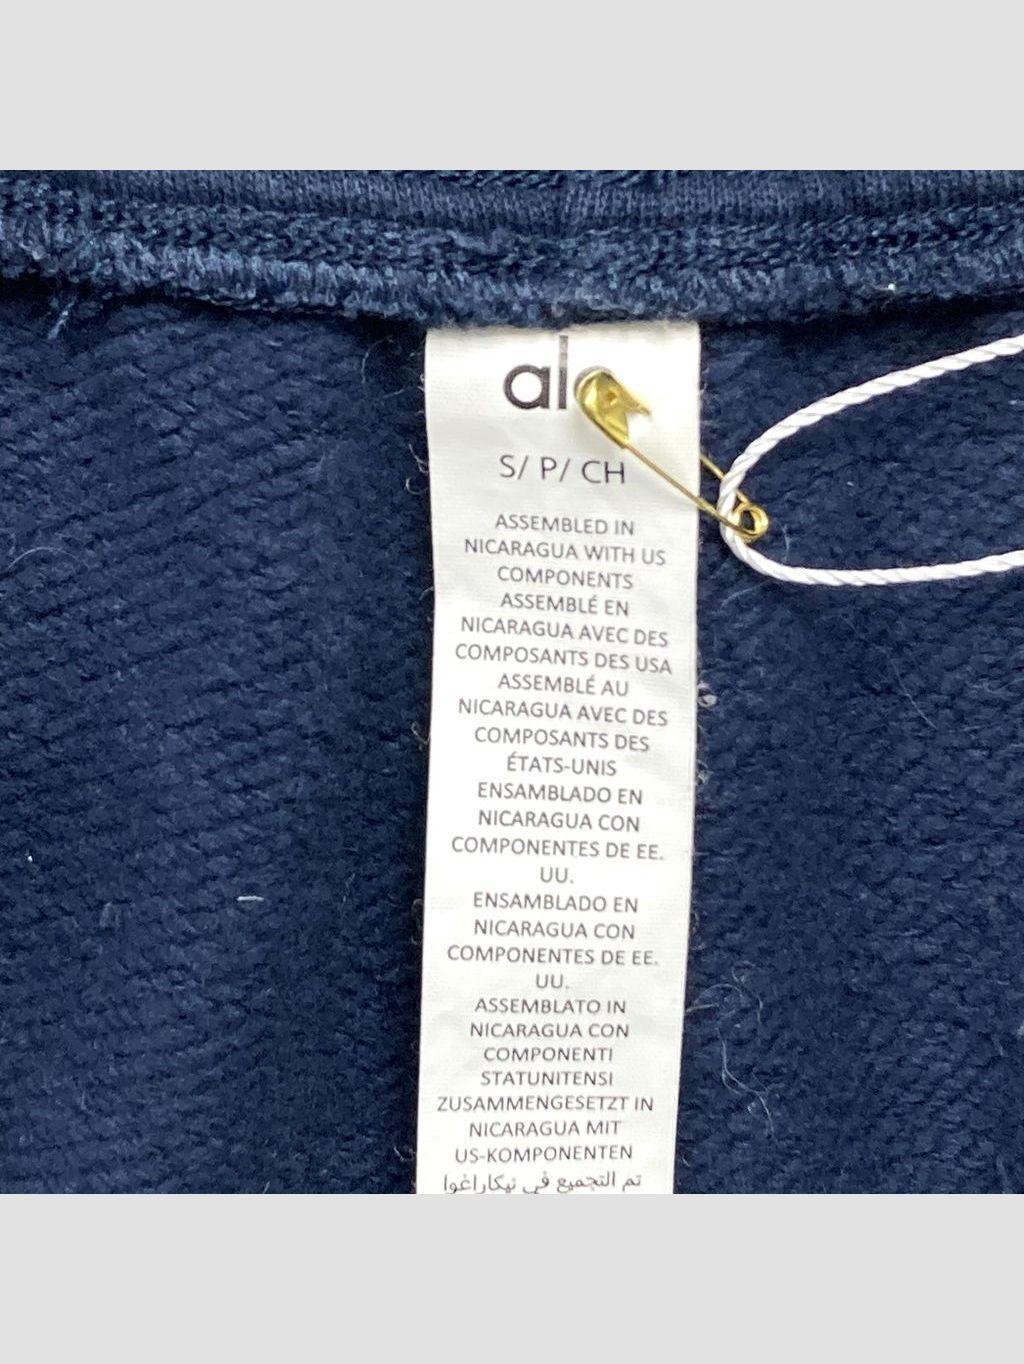 alo
S/ P/ CH
ASSEMBLED IN
NICARAGUA WITH US
COMPONENTS
ASSEMBLÉ EN
NICARAGUA AVEC DES
COMPOSANTS DES USA
ASSEMBLÉ AU
NICARAGUA AVEC DES
COMPOSANTS DES
ÉTATS-UNIS
ENSAMBLADO EN
NICARAGUA CON
COMPONENTES DE EE.
UU.
ENSAMBLADO EN
NICARAGUA CON
COMPONENTES DE EE.
UU.
ASSEMBLATO IN
NICARAGUA CON
COMPONENTI
STATUNITENSI
ZUSAMMENGESETZT IN
NICARAGUA MIT
US-KOMPONENTEN
تم التجميع في نيكاراغوا